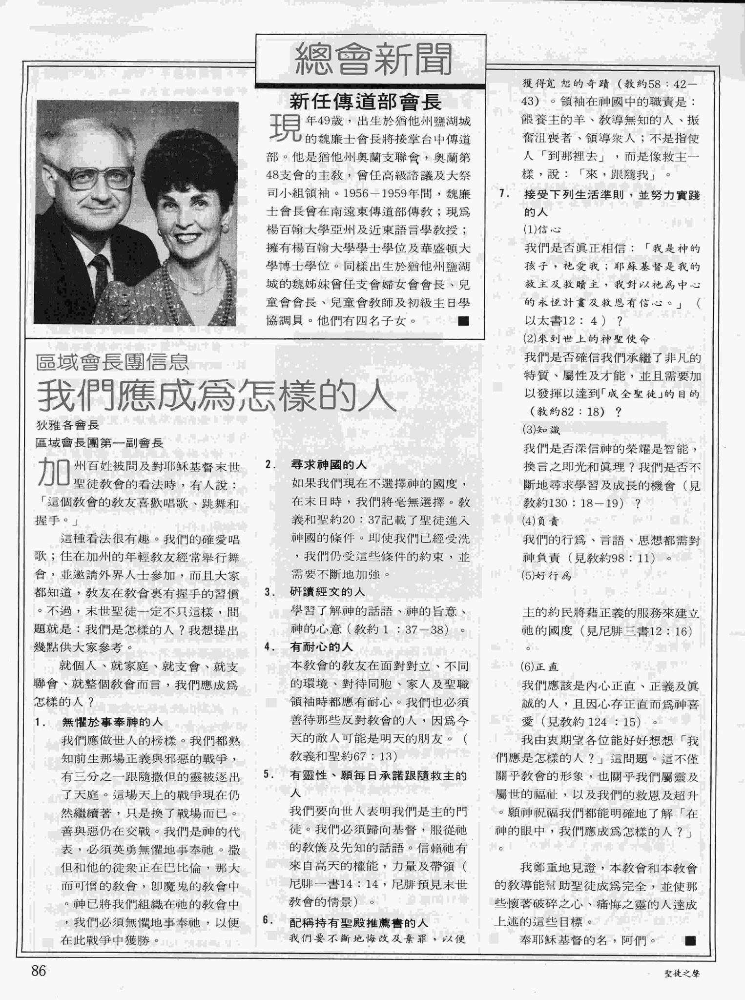 總會新聞
新任傳道部會長
現年49歲，出生於猶他州鹽湖城
的魏廉士會長將接掌台中傳道
部。他是猶他州奧蘭支聯會，奧蘭第
48支會的主教，曾任高級諮議及大祭
司小組領袖。1956－1959年間，魏廉
士會長曾在南遠東傳道部傳教；現爲
楊百翰大學亞州及近東語言學教授；
擁有楊百翰大學學士學位及華盛頓大
學博士學位。同樣出生於猶他州鹽湖
城的魏姊妹曾任支會婦女會會長、兒
童會會長、兒童會教師及初級主日學
協調員。他們有四名子女。 ■
區域會長團信息
我們應成爲怎樣的人
狄雅各會長
區域會長團第一副會長
加州百姓被問及對耶穌基督末世
聖徒教會的看法時，有人說：
「這個教會的教友喜歡唱歌、跳舞和
握手。」
這種看法很有趣。我們的確愛唱
歌；住在加州的年輕教友經常舉行舞
會，並邀請外界人士參加，而且大家
都知道，教友在教會裏有握手的習慣
。不過，末世聖徒一定不只這樣，問
題就是：我們是怎樣的人？我想提出
幾點供大家參考。
就個人、就家庭、就支會、就支
聯會、就整個教會而言，我們應成爲
怎樣的人？
1. 無懼於事奉神的人
我們應做世人的榜樣。我們都熟
知前生那場正義與邪惡的戰爭，
有三分之一跟隨撒但的靈被逐出
了天庭。這場天上的戰爭現在仍
然繼續著，只是換了戰場而已。
善與惡仍在交戰。我們是神的代
表，必須英勇無懼地事奉祂。撒
但和他的徒衆正在巴比倫，那大
而可憎的教會，卽魔鬼的教會中
。神已將我們組織在祂的教會中
，我們必須無懼地事奉祂，以便
在此戰爭中獲勝。
2. 尋求神國的人
如果我們現在不選擇神的國度，
在末日時，我們將毫無選擇。教
義和聖約20：37記載了聖徒進入
神國的條件。即使我們已經受洗
，我們仍受這些條件的約束，並
需要不斷地加強。
3. 硏讀經文的人
學習了解神的話語、神的旨意、
神的心意（教約 1 ：37－38）。
4. 有耐心的人
本教會的教友在面對對立、不同
的環境、對待同胞、家人及聖職
領袖時都應有耐心。我們也必須
善待那些反對教會的人，因爲今
天的敵人可能是明天的朋友。（
教義和聖約67：13)
5. 有靈性、願每日承諾跟隨救主的
人
我們要向世人表明我們是主的門
徒。我們必須歸向基督，服從祂
的教儀及先知的話語。信賴祂有
來自高天的權能，力量及帶領（
尼腓一書14：14，尼腓預見末世
教會的情景）。
6. 配稱持有聖殿推薦書的人
我們要不斷地悔改及棄罪，以便
獲得寬恕的奇蹟（教約58：42－
43）。領袖在神國中的職責是：
餵養主的羊、教導無知的人、振
奮沮喪者、領導衆人；不是指使
人「到那裡去」，而是像救主一
樣，說：「來，跟隨我」。
7. 接受下列生活準則，並努力實踐
的人
(1)信心
我們是否眞正相信：「我是神的
孩子，祂愛我；耶穌基督是我的
救主及救贖主，我對以祂爲中心
的永恆計畫及救恩有信心。」（
以太書12：4）？
(2)來到世上的神聖使命
我們是否確信我們承繼了非凡的
特質、屬性及才能，並且需要加
以發揮以達到「成全聖徒」的目的
（教約82：18）？
(3)知識
我們是否深信神的榮耀是智能，
換言之即光和眞理？我們是否不
斷地尋求學習及成長的機會（見
教約130：18－19）？
(4)負責
我們的行爲、言語、思想都需對
神負責（見教約98：11）。
(5)好行爲
主的約民將藉正義的服務來建立
祂的國度（見尼腓三書12：16）
。
(6)正直
我們應該是內心正直、正義及眞
誠的人，且因心存正直而爲神喜
愛（見教約 124 ：15）。
我由衷期望各位能好好想想「我
們應是怎樣的人？」這問題。這不僅
關乎教會的形象，也關乎我們屬靈及
屬世的福祉，以及我們的救恩及超升
。願神祝福我們都能明確地了解「在
神的眼中，我們應成爲怎樣的人？」
。
我鄭重地見證，本教會和本教會
的教導能幫助聖徒成爲完全，並使那
些懷著破碎之心、痛悔之靈的人達成
上述的這些目標。
奉耶穌基督的名，阿們。 ■
86
聖徒之聲